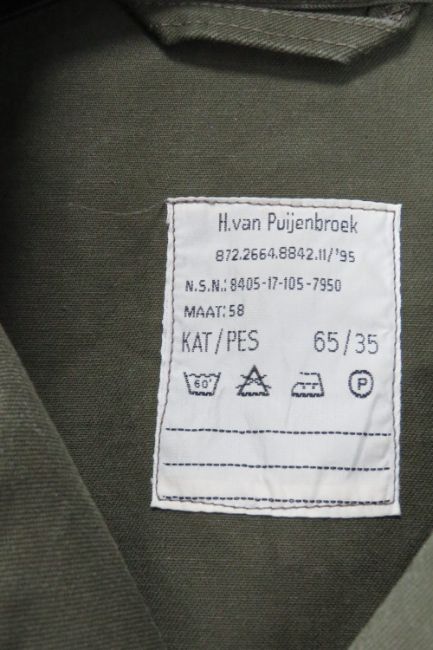 H.van Puijenbroek
872.2664.8842.11/'95
N.S.N.: 8405-17-105-7950
MAAT: 58
KAT/PES 65/35
60° P